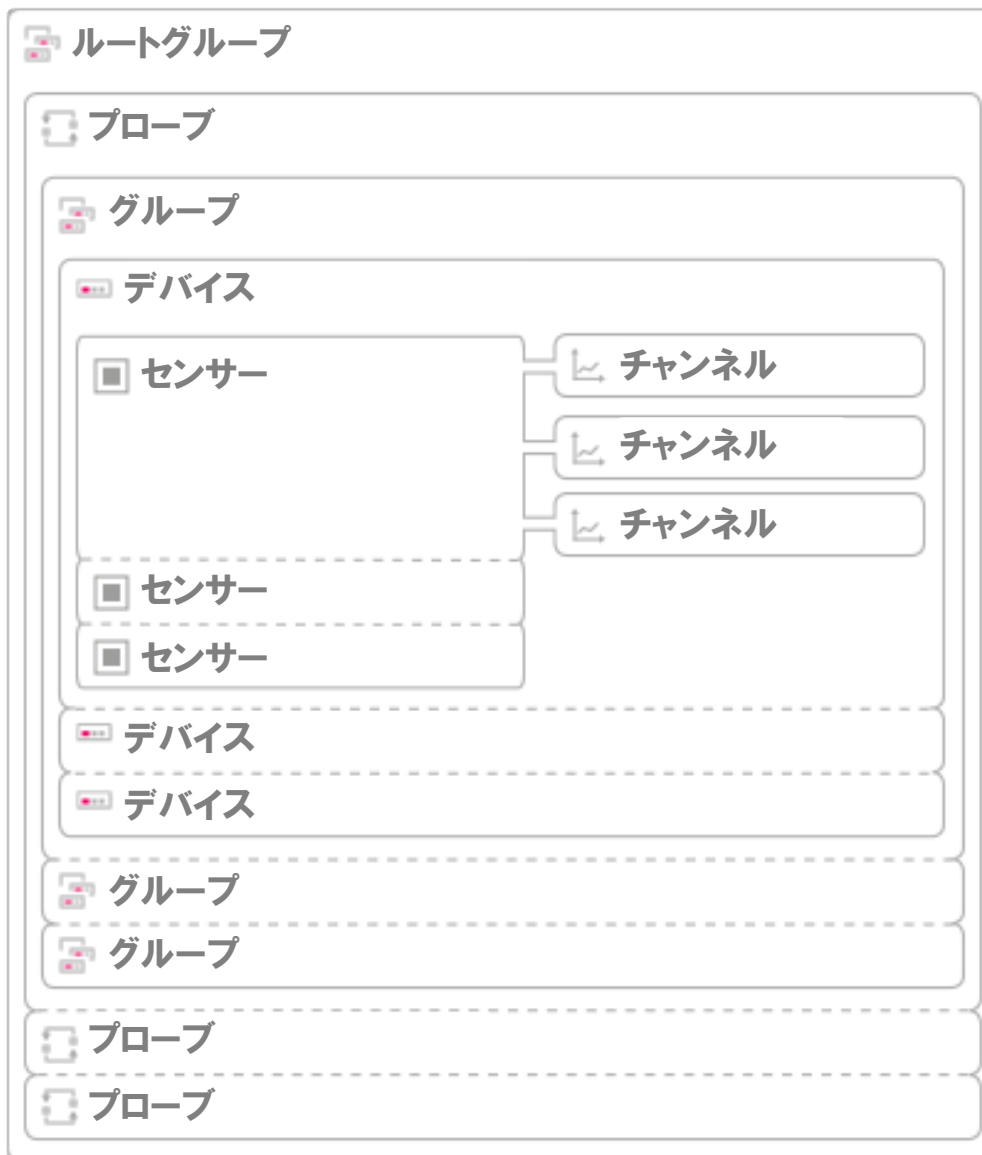 ルートグループ
プローブ
グループ
デバイス
センサー
チャンネル
チャンネル
チャンネル
センサー
センサー
デバイス
デバイス
グループ
グループ
プローブ
プローブ